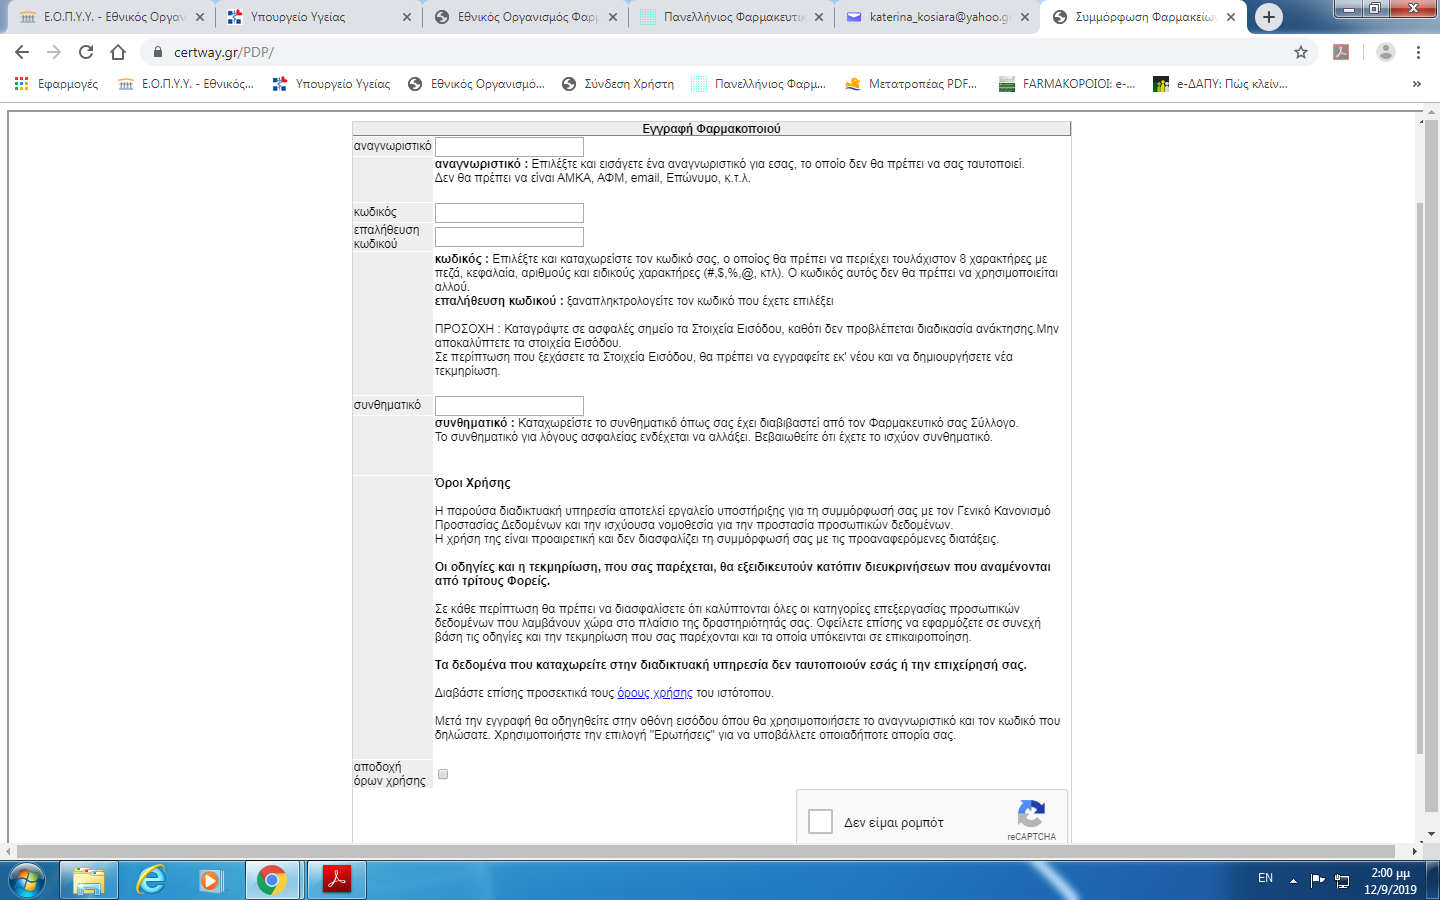 Ε.Ο.Π.Υ.Υ. - Εθνικός Οργαν
Υπουργείο Υγείας
Εθνικός Οργανισμός Φαρμ
Πανελλήνιος Φαρμακευτικ
katerina_kosiara@yahoo.gr
Συμμόρφωση Φαρμακείων
certway.gr/PDP/
Εφαρμογές
Ε.Ο.Π.Υ.Υ. - Εθνικός...
Υπουργείο Υγείας
Εθνικός Οργανισμό...
Σύνδεση Χρήστη
Πανελλήνιος Φαρμ...
Μετατροπέας PDF...
FARMAKOPOIOI: e-...
e-ΔΑΠΥ: Πώς κλείν...
»
Εγγραφή Φαρμακοποιού
αναγνωριστικό
αναγνωριστικό : Επιλέξτε και εισάγετε ένα αναγνωριστικό για εσας, το οποίο δεν θα πρέπει να σας ταυτοποιεί.
Δεν θα πρέπει να είναι ΑΜΚΑ, ΑΦΜ, email, Επώνυμο, κ.τ.λ.
κωδικός
επαλήθευση
κωδικού
κωδικός : Επιλέξτε και καταχωρείστε τον κωδικό σας, ο οποίος θα πρέπει να περιέχει τουλάχιστον 8 χαρακτήρες με
πεζά, κεφαλαία, αριθμούς και ειδικούς χαρακτήρες (#,$,%,@, κτλ). Ο κωδικός αυτός δεν θα πρέπει να χρησιμοποιείται
αλλού.
επαλήθευση κωδικού : ξαναπληκτρολογείτε τον κωδικό που έχετε επιλέξει
ΠΡΟΣΟΧΗ : Καταγράψτε σε ασφαλές σημείο τα Στοιχεία Εισόδου, καθότι δεν προβλέπεται διαδικασία ανάκτησης.Μην
αποκαλύπτετε τα στοιχεία Εισόδου.
Σε περίπτωση που ξεχάσετε τα Στοιχεία Εισόδου, θα πρέπει να εγγραφείτε εκ' νέου και να δημιουργήσετε νέα
τεκμηρίωση.
συνθηματικό
συνθηματικό : Καταχωρείστε το συνθηματικό όπως σας έχει διαβιβαστεί από τον Φαρμακευτικό σας Σύλλογο.
Το συνθηματικό για λόγους ασφαλείας ενδέχεται να αλλάξει. Βεβαιωθείτε ότι έχετε το ισχύον συνθηματικό.
Όροι Χρήσης
Η παρούσα διαδικτυακή υπηρεσία αποτελεί εργαλείο υποστήριξης για τη συμμόρφωσή σας με τον Γενικό Κανονισμό
Προστασίας Δεδομένων και την ισχύουσα νομοθεσία για την προστασία προσωπικών δεδομένων.
Η χρήση της είναι προαιρετική και δεν διασφαλίζει τη συμμόρφωσή σας με τις προαναφερόμενες διατάξεις.
Οι οδηγίες και η τεκμηρίωση, που σας παρέχεται, θα εξειδικευτούν κατόπιν διευκρινήσεων που αναμένονται
από τρίτους Φορείς.
Σε κάθε περίπτωση θα πρέπει να διασφαλίσετε ότι καλύπτονται όλες οι κατηγορίες επεξεργασίας προσωπικών
δεδομένων που λαμβάνουν χώρα στο πλαίσιο της δραστηριότητάς σας. Οφείλετε επίσης να εφαρμόζετε σε συνεχή
βάση τις οδηγίες και την τεκμηρίωση που σας παρέχονται και τα οποία υπόκεινται σε επικαιροποίηση.
Τα δεδομένα που καταχωρείτε στην διαδικτυακή υπηρεσία δεν ταυτοποιούν εσάς ή την επιχείρησή σας.
Διαβάστε επίσης προσεκτικά τους όρους χρήσης του ιστότοπου.
Μετά την εγγραφή θα οδηγηθείτε στην οθόνη εισόδου όπου θα χρησιμοποιήσετε το αναγνωριστικό και τον κωδικό που
δηλώσατε. Χρησιμοποιήστε την επιλογή "Ερωτήσεις" για να υποβάλλετε οποιαδήποτε απορία σας.
αποδοχή
όρων χρήσης
Δεν είμαι ρομπότ
reCAPTCHA
EN
2:00 μμ
12/9/2019